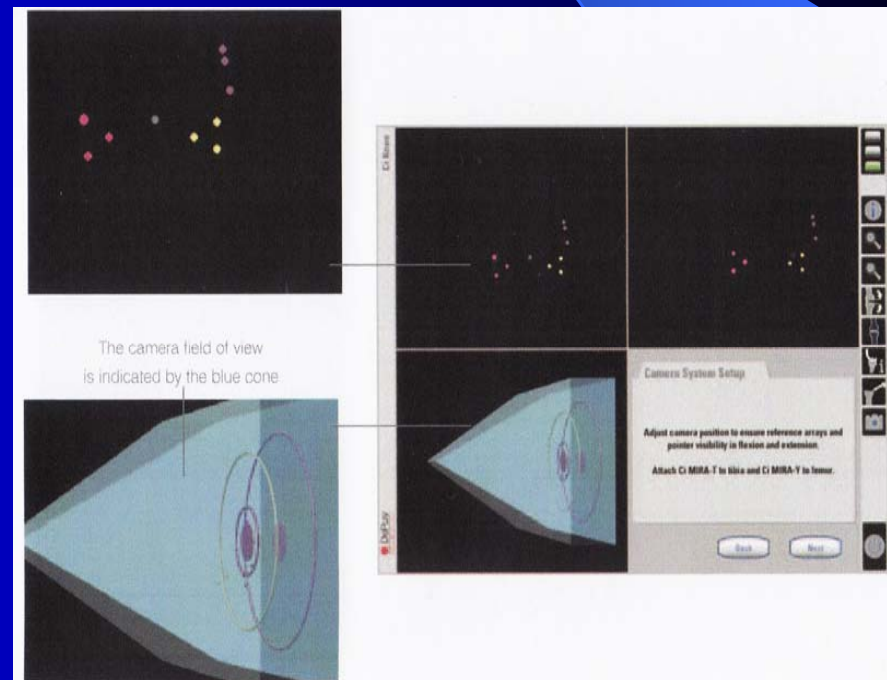 Ci Knee
The camera field of view
is indicated by the blue cone
Camera System Setup
Adjust camera position to ensure reference arrays and
pointer visibility in flexion and extension.
Attach Ci MIRA-T to tibia and Ci MIRA-Y to femur.
DePuy
Back
Next